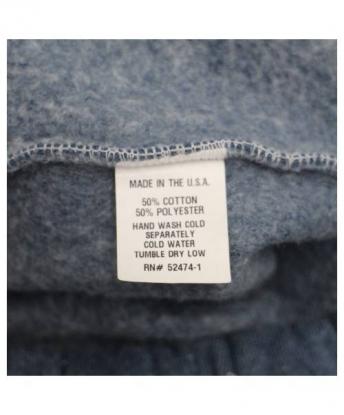 MADE IN THE U.S.A.
50% COTTON
50% POLYESTER
HAND WASH COLD
SEPARATELY
COLD WATER
TUMBLE DRY LOW
RN# 52474-1